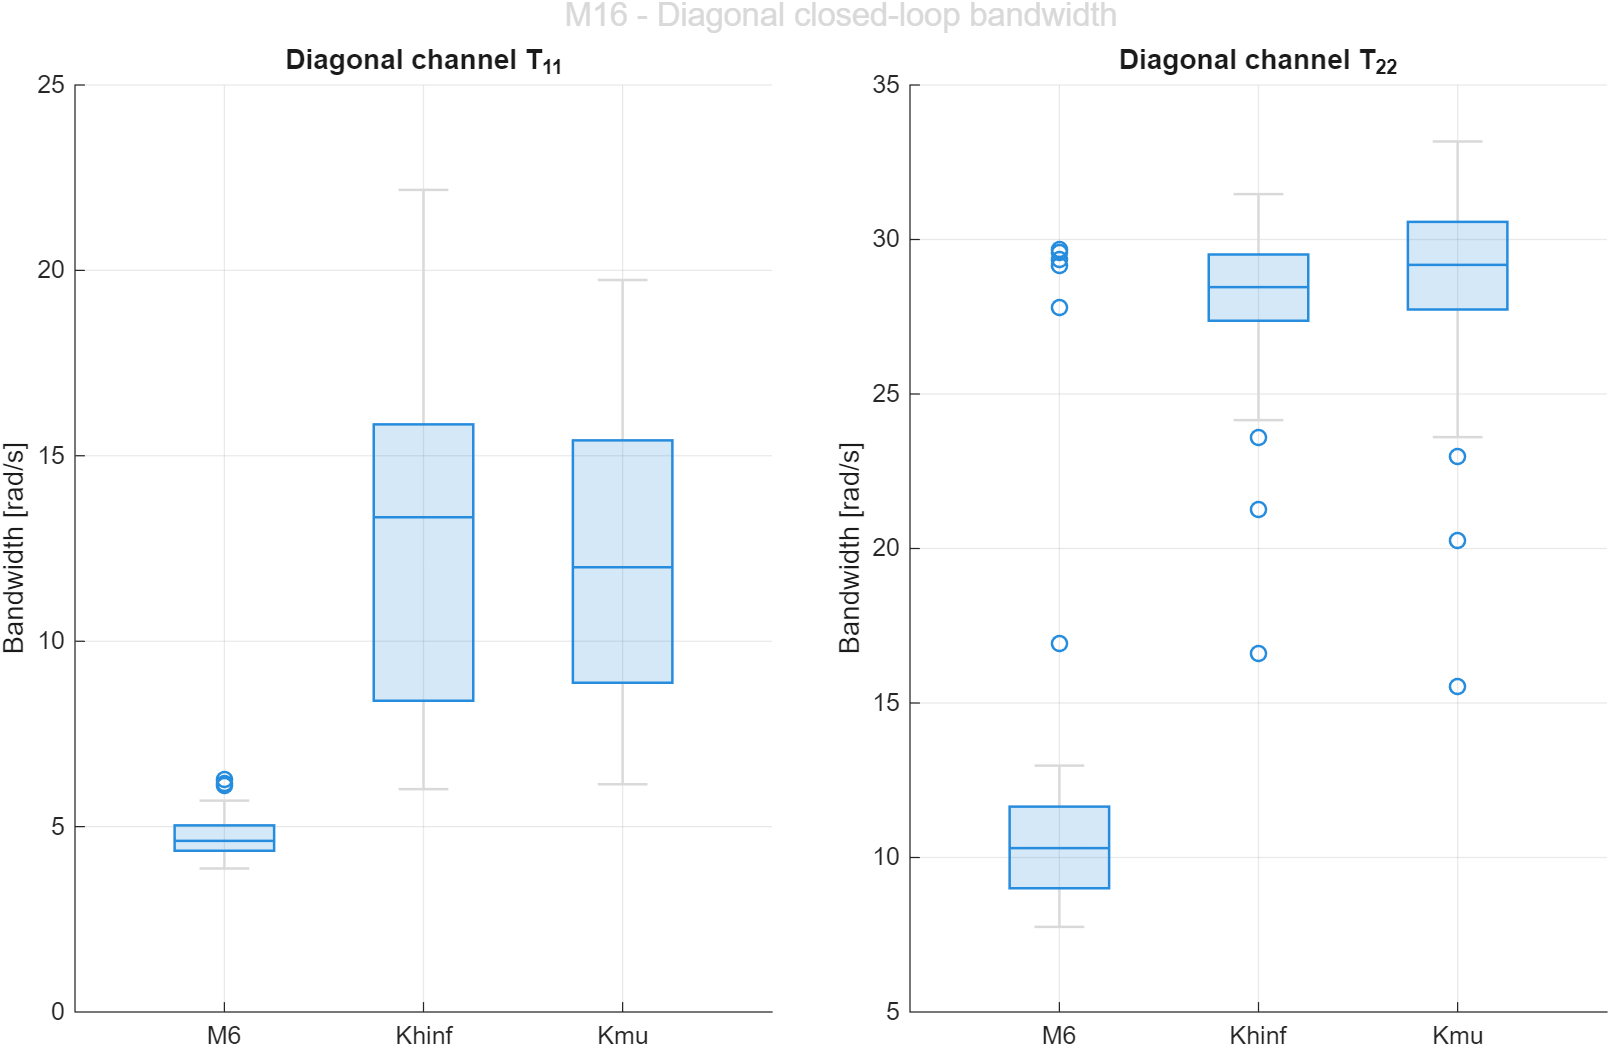 M16 - Diagonal closed-loop bandwidth
Diagonal channel T₁₁
25
20
15
10
5
0
Bandwidth [rad/s]
M6
Khinf
Kmu
Diagonal channel T₂₂
35
30
25
20
15
10
5
Bandwidth [rad/s]
M6
Khinf
Kmu